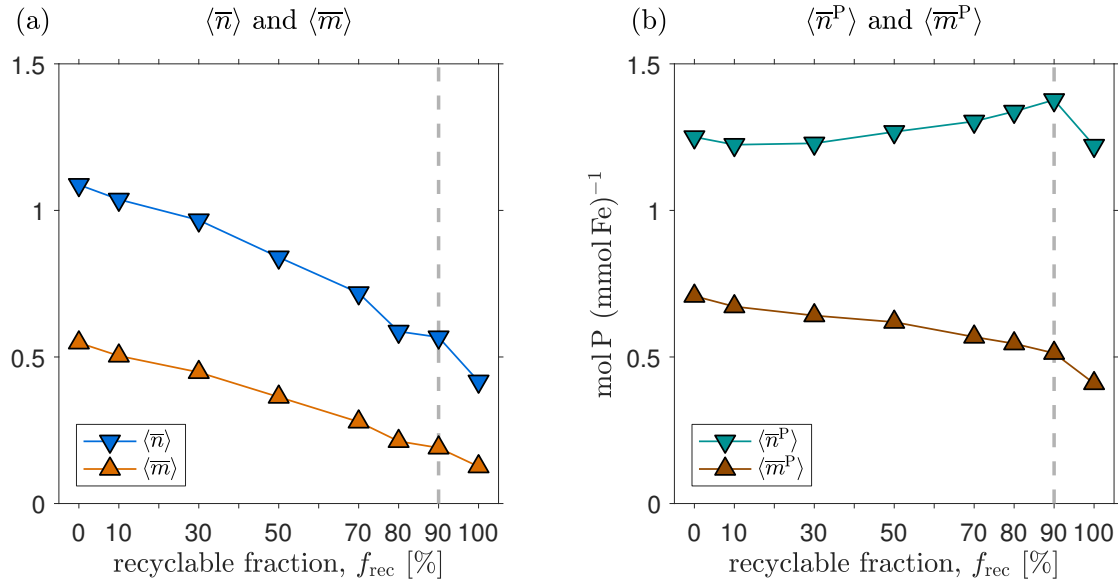 (a)
⟨n̅⟩ and ⟨m̅⟩
1.5
1
0.5
0
⟨n̅⟩
⟨m̅⟩
0 10 30 50 70 80 90 100
recyclable fraction, f_rec [%]
(b)
⟨n̅ᴾ⟩ and ⟨m̅ᴾ⟩
mol P (mmol Fe)⁻¹
1.5
1
0.5
0
⟨n̅ᴾ⟩
⟨m̅ᴾ⟩
0 10 30 50 70 80 90 100
recyclable fraction, f_rec [%]